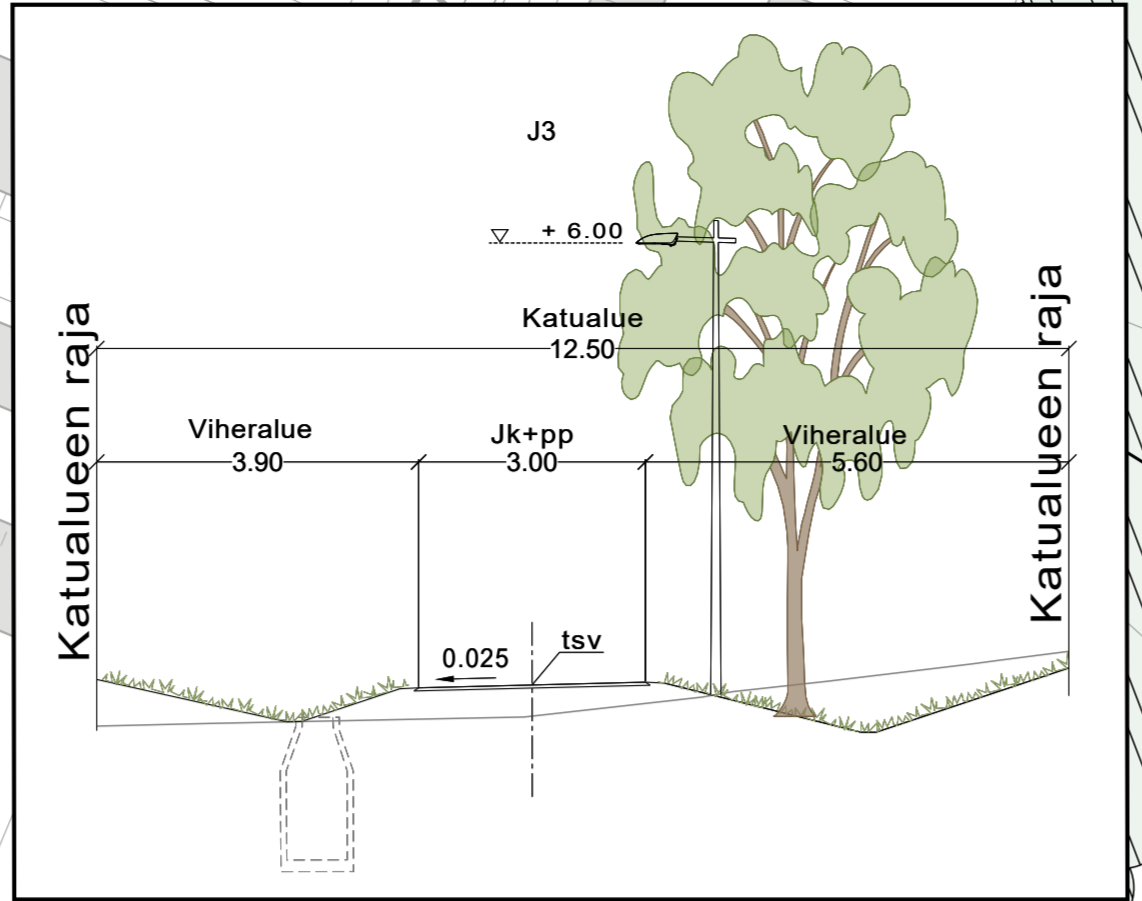 J3
+ 6.00
Katualue
12.50
Katualueen raja
Viheralue
3.90
Jk+pp
3.00
Viheralue
5.60
Katualueen raja
0.025
tsv